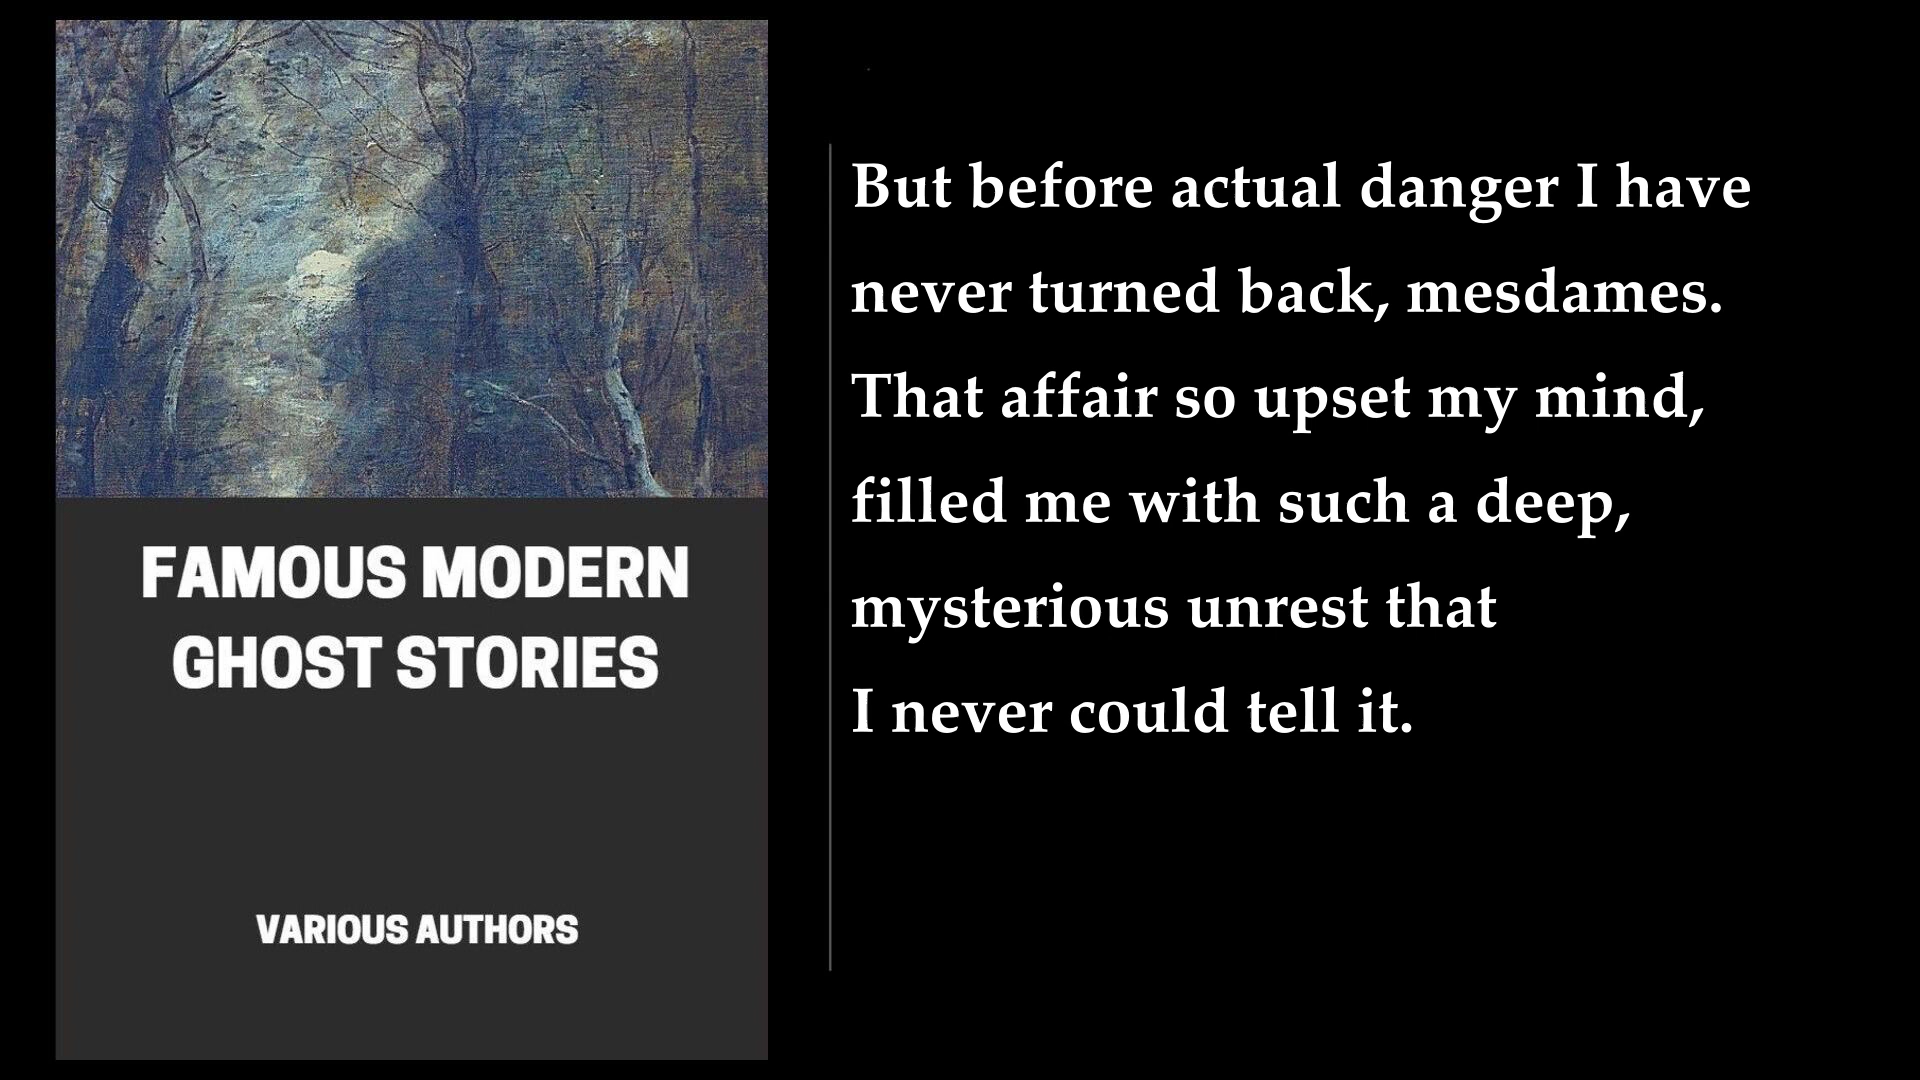 FAMOUS MODERN
GHOST STORIES
VARIOUS AUTHORS
But before actual danger I have
never turned back, mesdames.
That affair so upset my mind,
filled me with such a deep,
mysterious unrest that
I never could tell it.